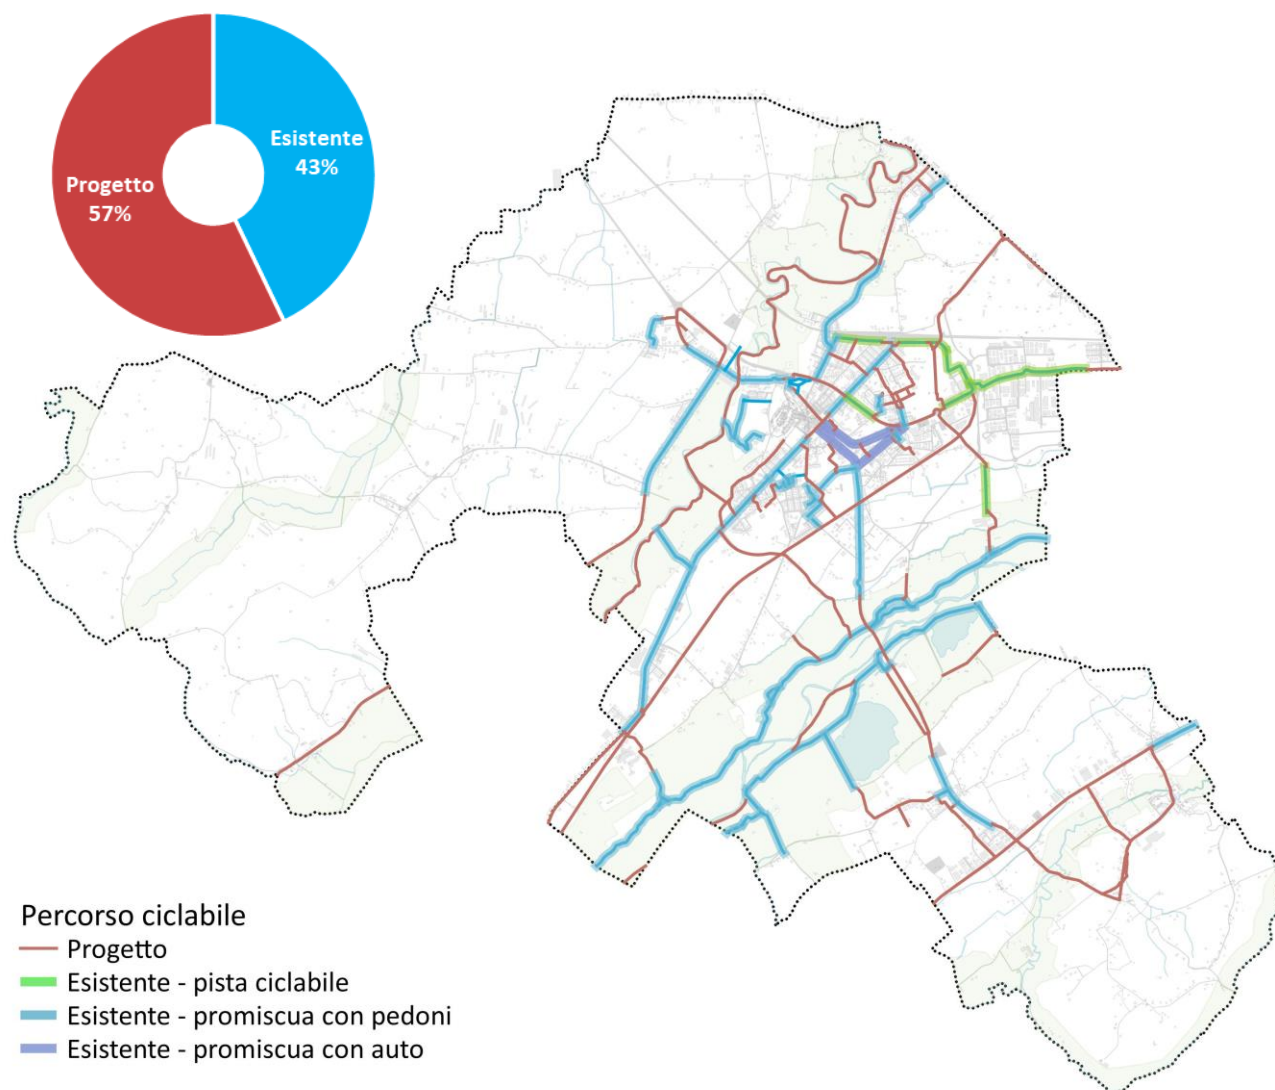 Esistente
43%
Progetto
57%
Percorso ciclabile
Progetto
Esistente - pista ciclabile
Esistente - promiscua con pedoni
Esistente - promiscua con auto